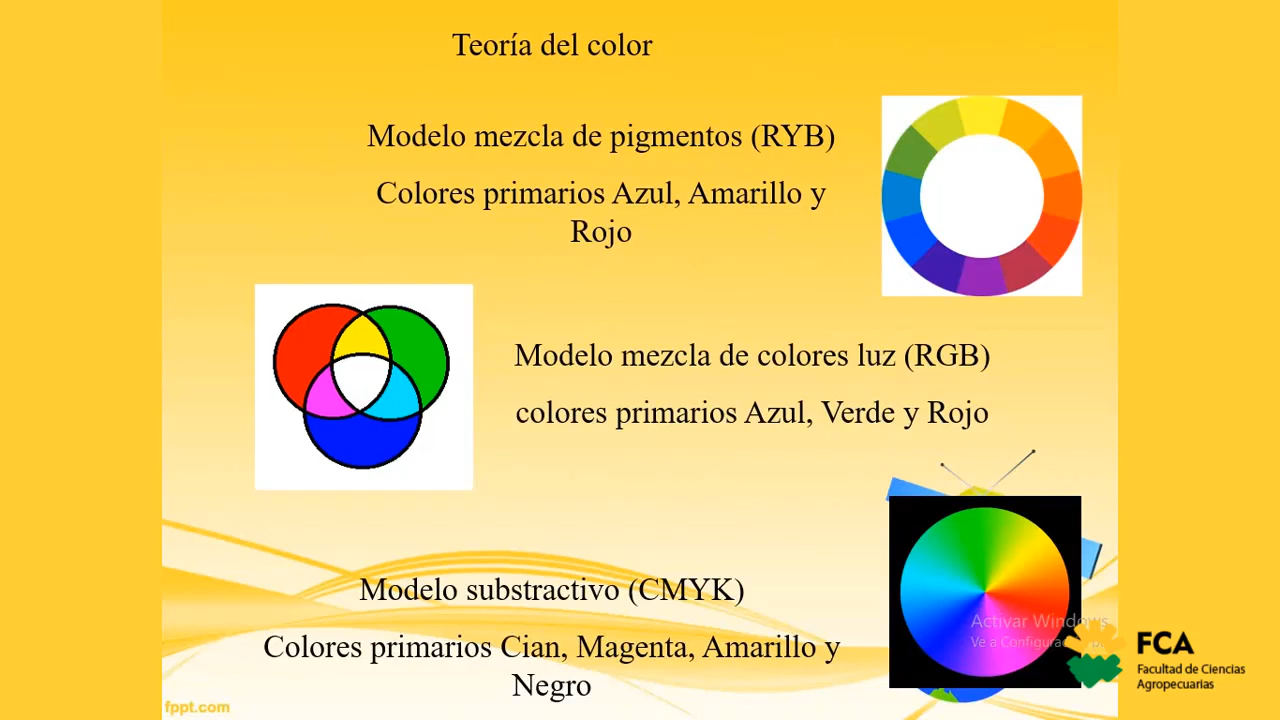 Teoría del color
Modelo mezcla de pigmentos (RYB)
Colores primarios Azul, Amarillo y
Rojo
Modelo mezcla de colores luz (RGB)
colores primarios Azul, Verde y Rojo
Modelo substractivo (CMYK)
Colores primarios Cian, Magenta, Amarillo y
Negro
Activar Windows
Ve a
FCA
Facultad de Ciencias
Agropecuarias
fppt.com